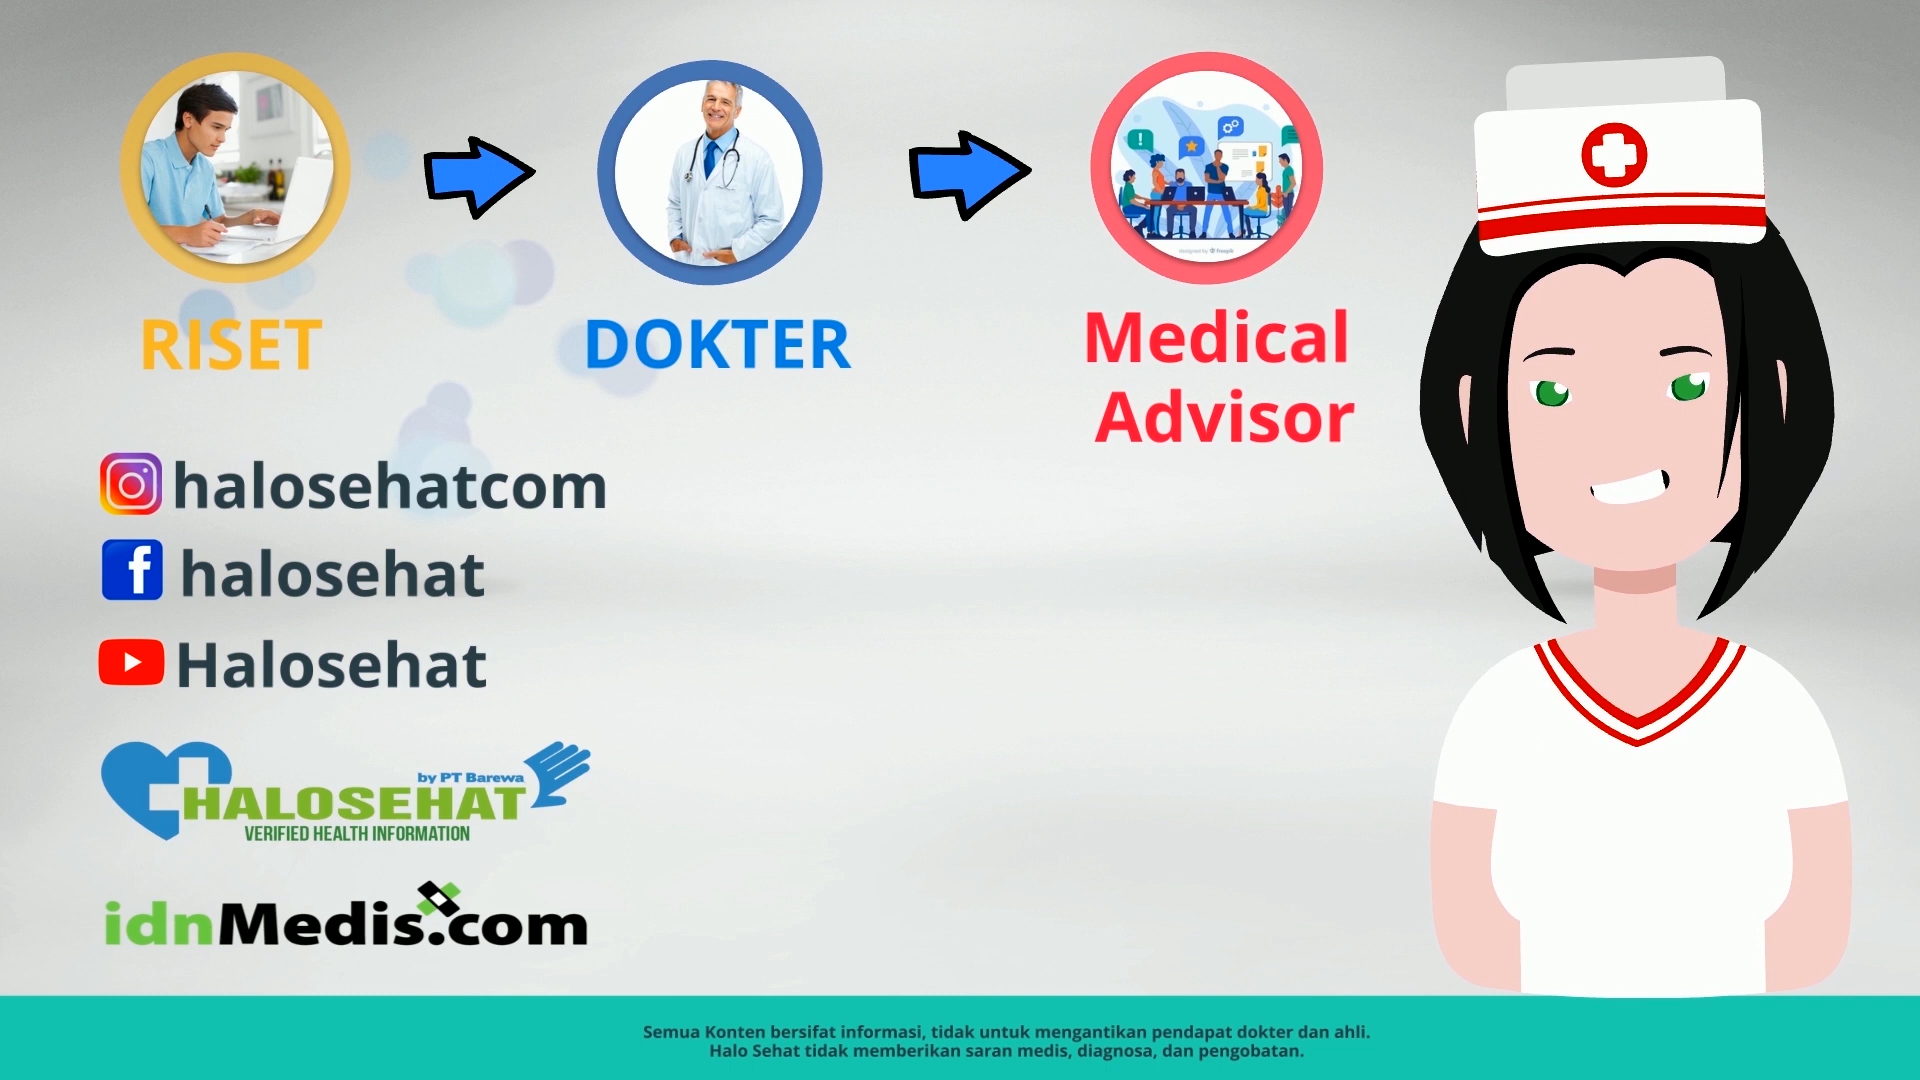 RISET
DOKTER
Medical
Advisor
halosehatcom
halosehat
Halosehat
by PT Barewa
HALOSEHAT
VERIFIED HEALTH INFORMATION
idnMedis.com
Semua Konten bersifat informasi, tidak untuk mengantikan pendapat dokter dan ahli.
Halo Sehat tidak memberikan saran medis, diagnosa, dan pengobatan.